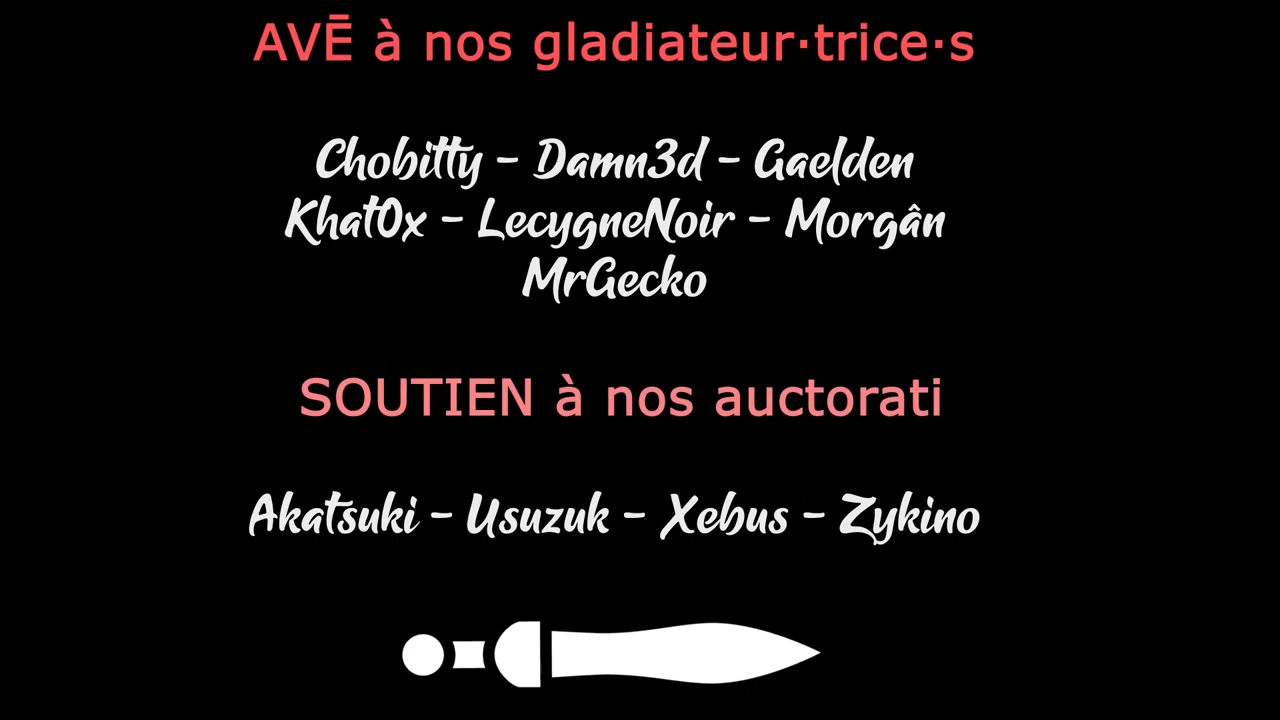 AVĒ à nos gladiateur·trice·s
Chobitty - Damn3d - Gaelden
Khat0x - LecygneNoir - Morgân
MrGecko
SOUTIEN à nos auctorati
Akatsuki - Usuzuk - Xebus - Zykino